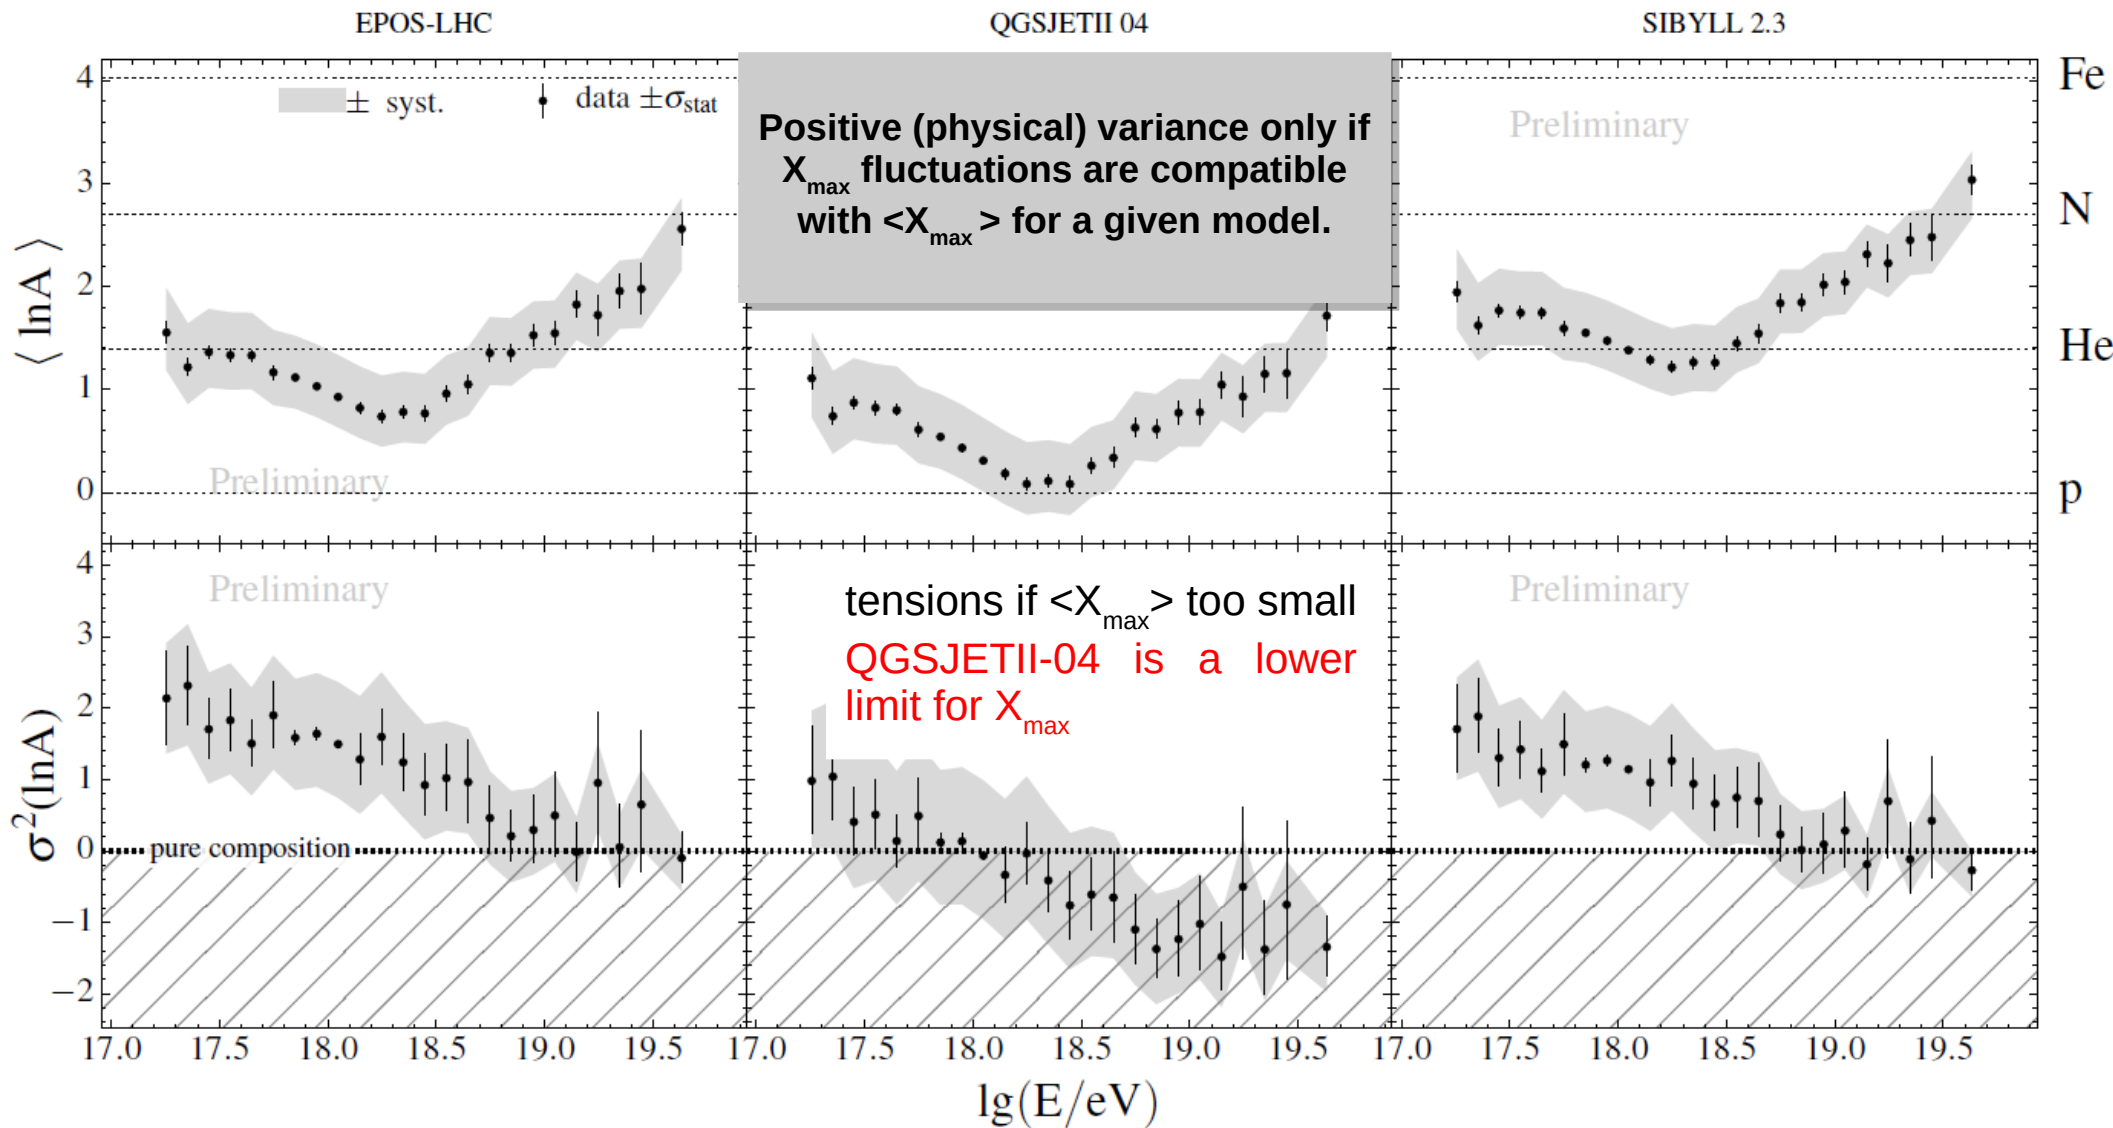 EPOS-LHC
QGSJETII 04
SIBYLL 2.3
4
3
2
1
0
⟨ lnA ⟩
± syst.
data ±σstat
Preliminary
Positive (physical) variance only if
Xmax fluctuations are compatible
with <Xmax> for a given model.
Preliminary
Fe
N
He
p
4
3
2
1
0
−1
−2
σ²(lnA)
Preliminary
pure composition
tensions if <Xmax> too small
QGSJETII-04 is a lower
limit for Xmax
Preliminary
17.0 17.5 18.0 18.5 19.0 19.5 17.0 17.5 18.0 18.5 19.0 19.5 17.0 17.5 18.0 18.5 19.0 19.5
lg(E/eV)